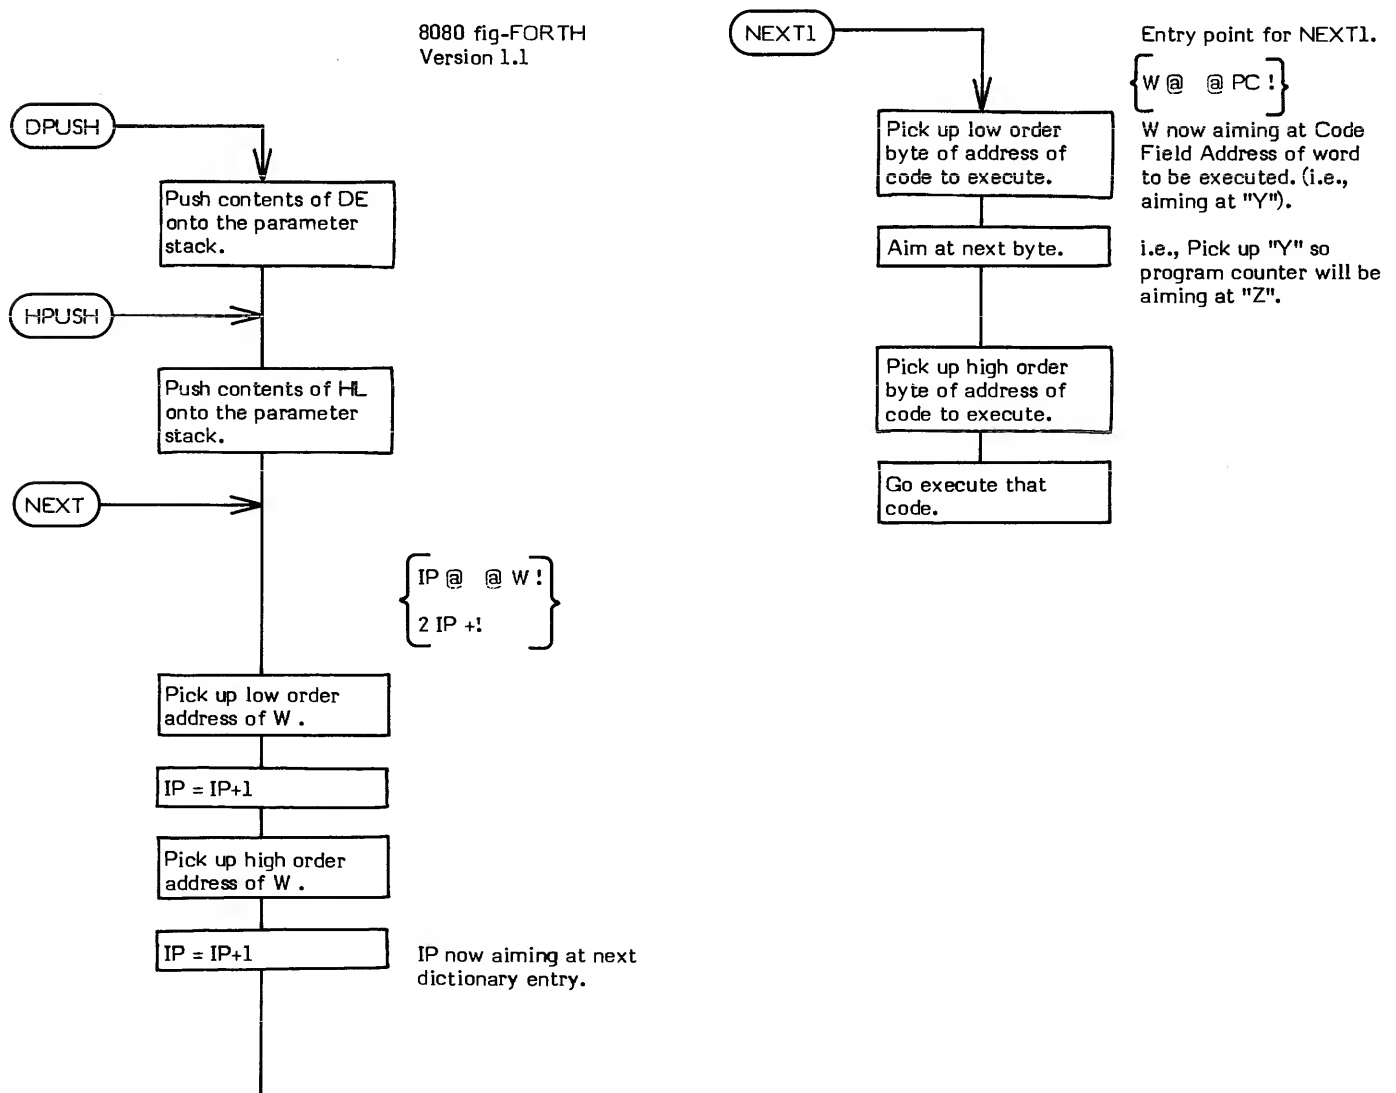 8080 fig-FORTH
Version 1.1
DPUSH
Push contents of DE
onto the parameter
stack.
HPUSH
Push contents of HL
onto the parameter
stack.
NEXT
IP @ @ W !
2 IP +!
Pick up low order
address of W .
IP = IP+1
Pick up high order
address of W .
IP = IP+1
IP now aiming at next
dictionary entry.
NEXT1
Entry point for NEXT1.
W @ @ PC !
Pick up low order
byte of address of
code to execute.
W now aiming at Code
Field Address of word
to be executed. (i.e.,
aiming at "Y").
Aim at next byte.
i.e., Pick up "Y" so
program counter will be
aiming at "Z".
Pick up high order
byte of address of
code to execute.
Go execute that
code.